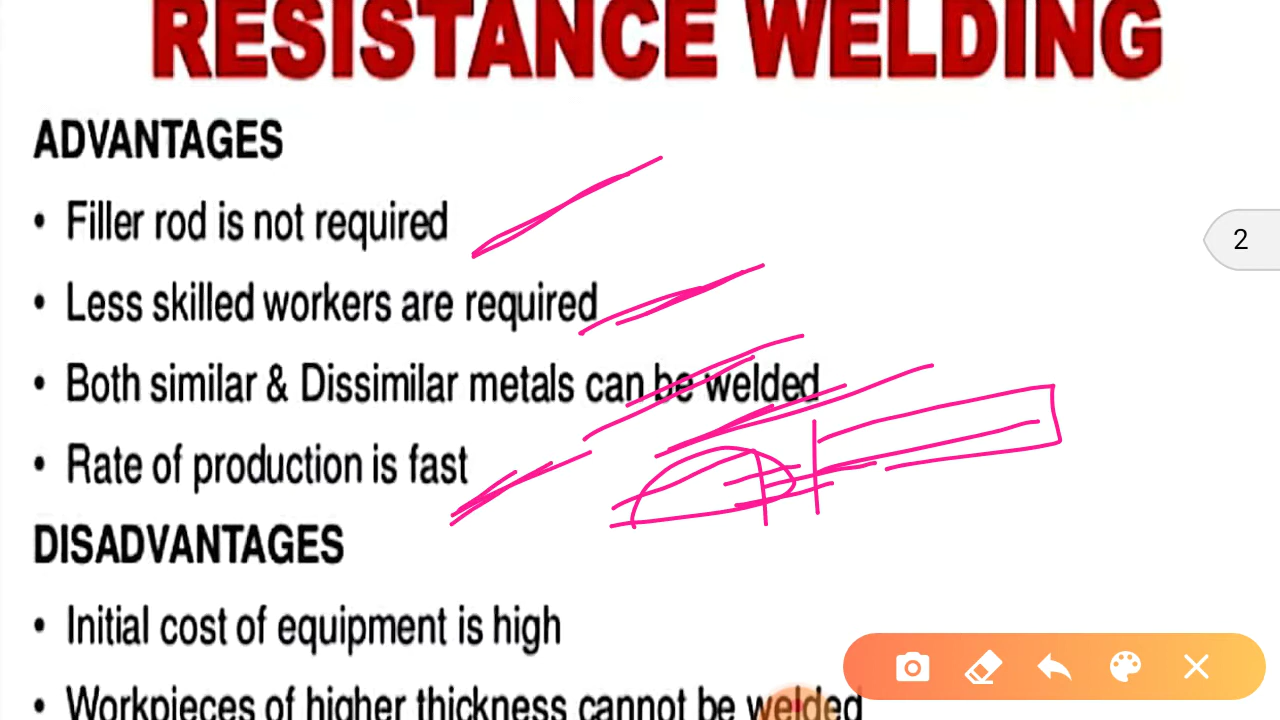 RESISTANCE WELDING
ADVANTAGES
• Filler rod is not required
• Less skilled workers are required
• Both similar & Dissimilar metals can be welded
• Rate of production is fast
DISADVANTAGES
• Initial cost of equipment is high
• Workpieces of higher thickness cannot be welded
2